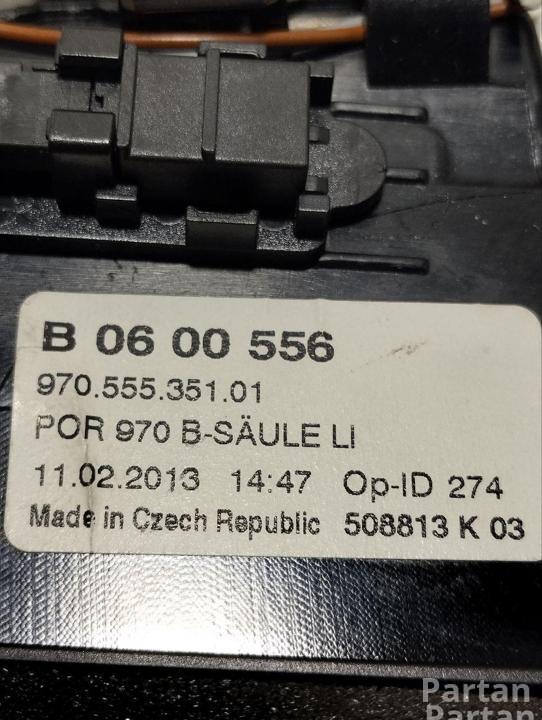 B 06 00 556
970.555.351.01
POR 970 B-SÄULE LI
11.02.2013 14:47 Op-ID 274
Made in Czech Republic 508813 K 03
Partan
Partan